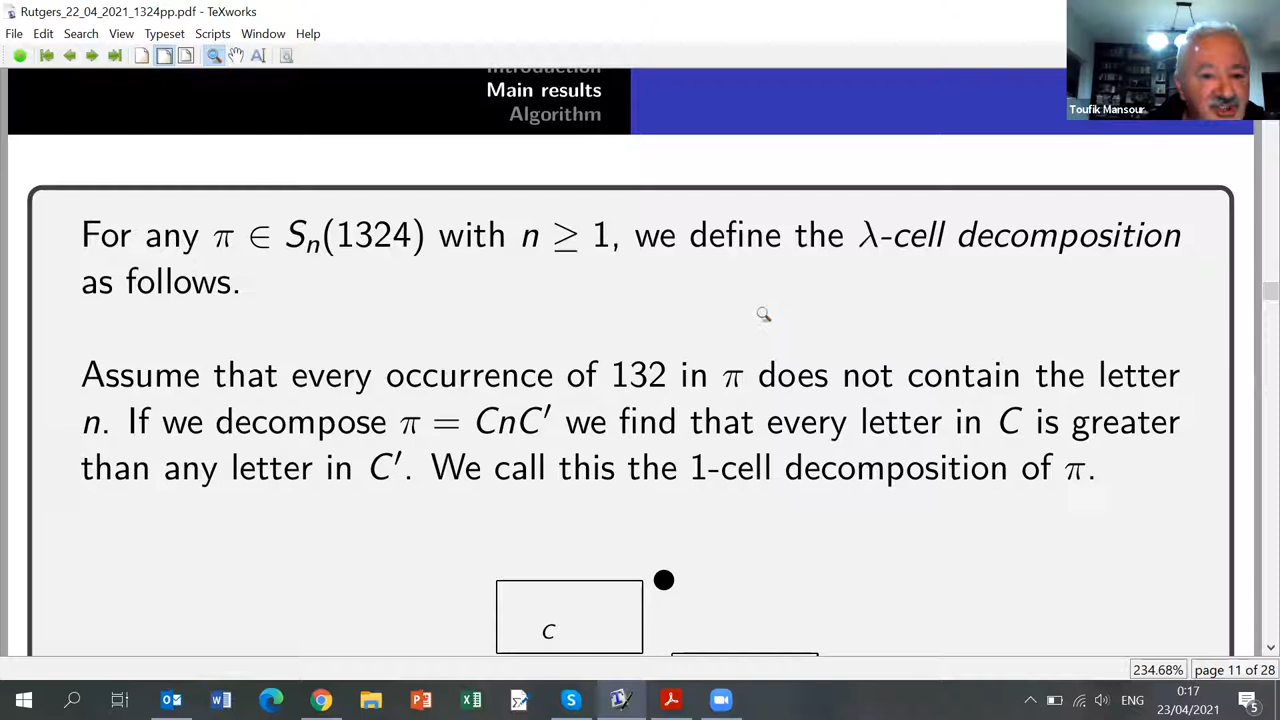 Rutgers_22_04_2021_1324pp.pdf - TeXworks
File Edit Search View Typeset Scripts Window Help
Toufik Mansour
Introduction
Main results
Algorithm
For any π ∈ Sₙ(1324) with n ≥ 1, we define the λ-cell decomposition
as follows.
Assume that every occurrence of 132 in π does not contain the letter
n. If we decompose π = CnC′ we find that every letter in C is greater
than any letter in C′. We call this the 1-cell decomposition of π.
C
234.68% page 11 of 28
ENG
0:17
23/04/2021
5